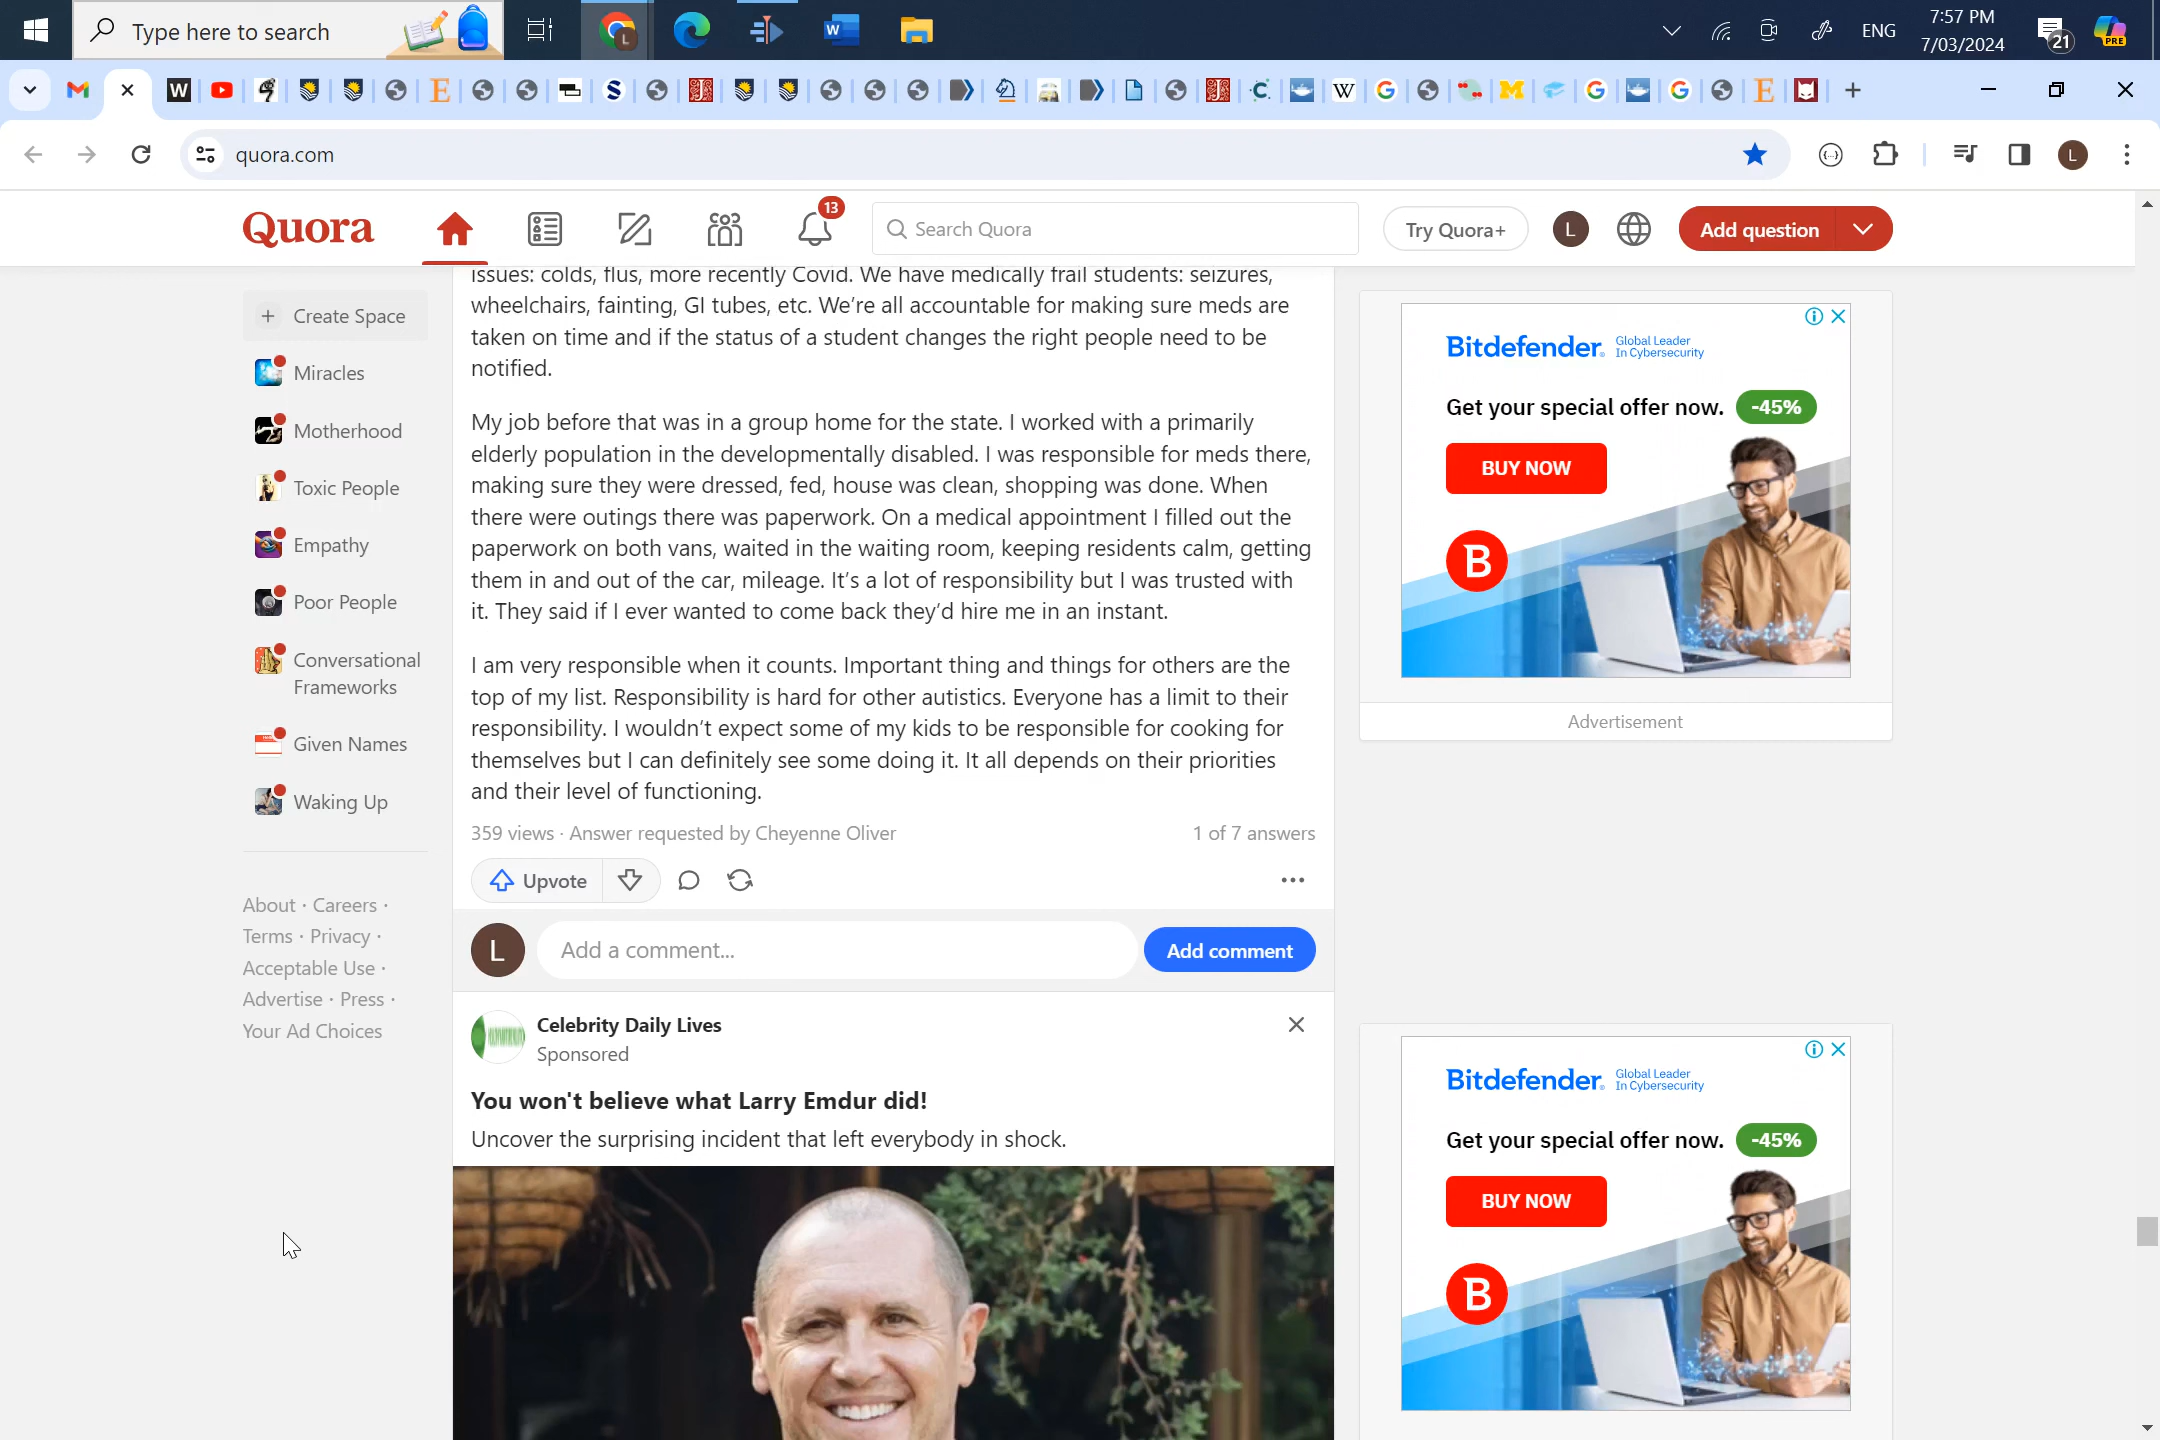 Type here to search
ENG
7:57 PM
7/03/2024
21
PRE
quora.com
L
Quora
13
Search Quora
Try Quora+
L
Add question
Create Space
Miracles
Motherhood
Toxic People
Empathy
Poor People
Conversational
Frameworks
Given Names
Waking Up
About · Careers ·
Terms · Privacy ·
Acceptable Use ·
Advertise · Press ·
Your Ad Choices
issues: colds, flus, more recently Covid. We have medically frail students: seizures,
wheelchairs, fainting, GI tubes, etc. We’re all accountable for making sure meds are
taken on time and if the status of a student changes the right people need to be
notified.
My job before that was in a group home for the state. I worked with a primarily
elderly population in the developmentally disabled. I was responsible for meds there,
making sure they were dressed, fed, house was clean, shopping was done. When
there were outings there was paperwork. On a medical appointment I filled out the
paperwork on both vans, waited in the waiting room, keeping residents calm, getting
them in and out of the car, mileage. It’s a lot of responsibility but I was trusted with
it. They said if I ever wanted to come back they’d hire me in an instant.
I am very responsible when it counts. Important thing and things for others are the
top of my list. Responsibility is hard for other autistics. Everyone has a limit to their
responsibility. I wouldn’t expect some of my kids to be responsible for cooking for
themselves but I can definitely see some doing it. It all depends on their priorities
and their level of functioning.
359 views · Answer requested by Cheyenne Oliver
1 of 7 answers
Upvote
L
Add a comment...
Add comment
Celebrity Daily Lives
Sponsored
You won't believe what Larry Emdur did!
Uncover the surprising incident that left everybody in shock.
Bitdefender
Global Leader
In Cybersecurity
Get your special offer now.
-45%
BUY NOW
B
Advertisement
Bitdefender
Global Leader
In Cybersecurity
Get your special offer now.
-45%
BUY NOW
B